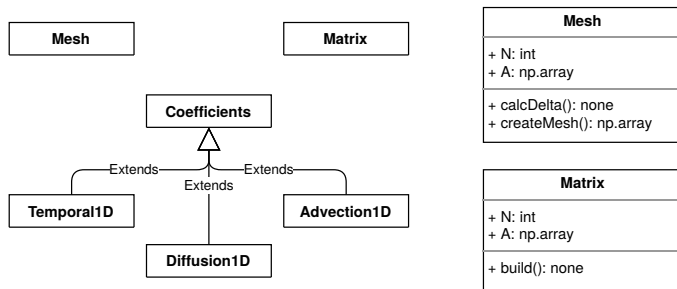 Mesh
Matrix
Coefficients
Extends
Extends
Extends
Temporal1D
Advection1D
Diffusion1D
Mesh
+ N: int
+ A: np.array
+ calcDelta(): none
+ createMesh(): np.array
Matrix
+ N: int
+ A: np.array
+ build(): none